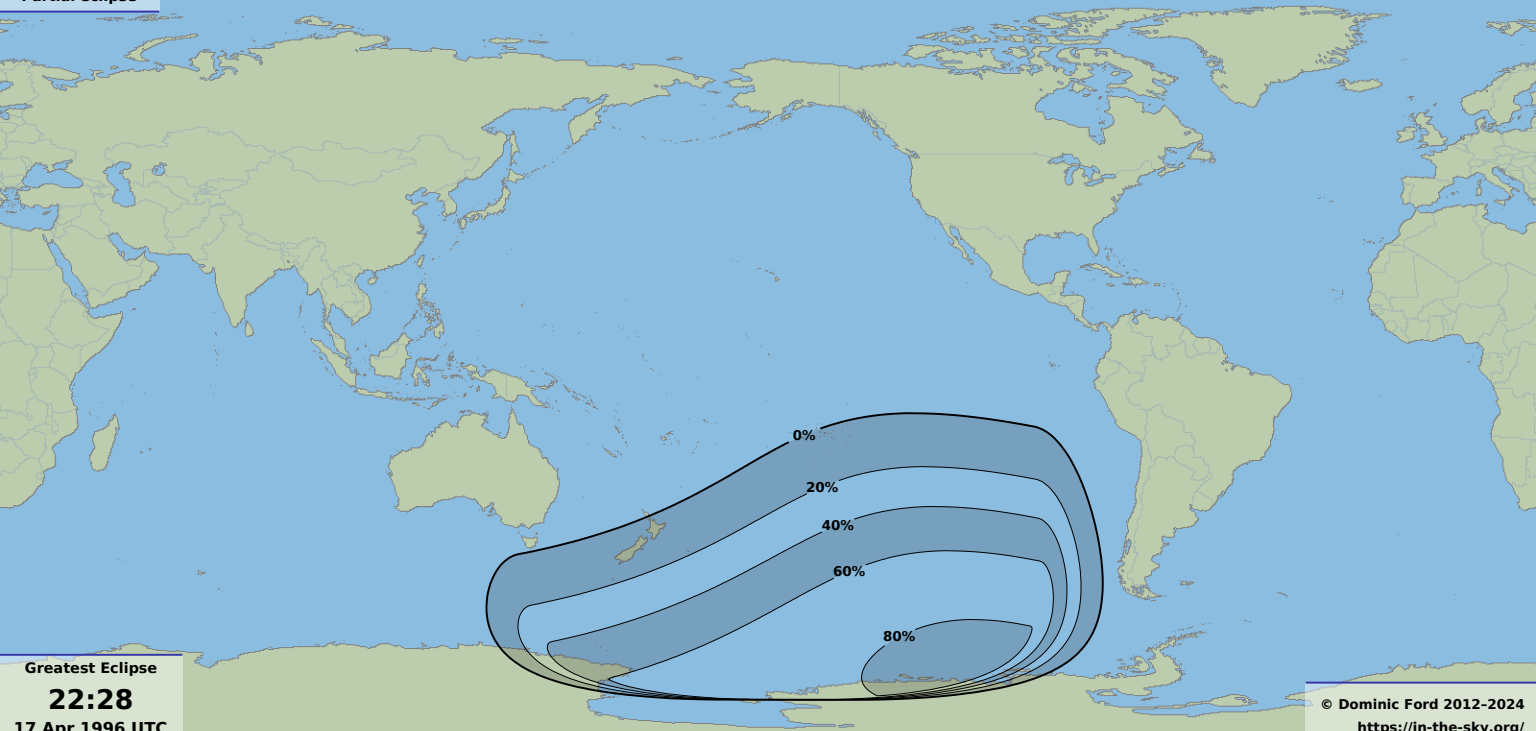 Partial Eclipse
0%
20%
40%
60%
80%
Greatest Eclipse
22:28
17 Apr 1996 UTC
© Dominic Ford 2012–2024
https://in-the-sky.org/